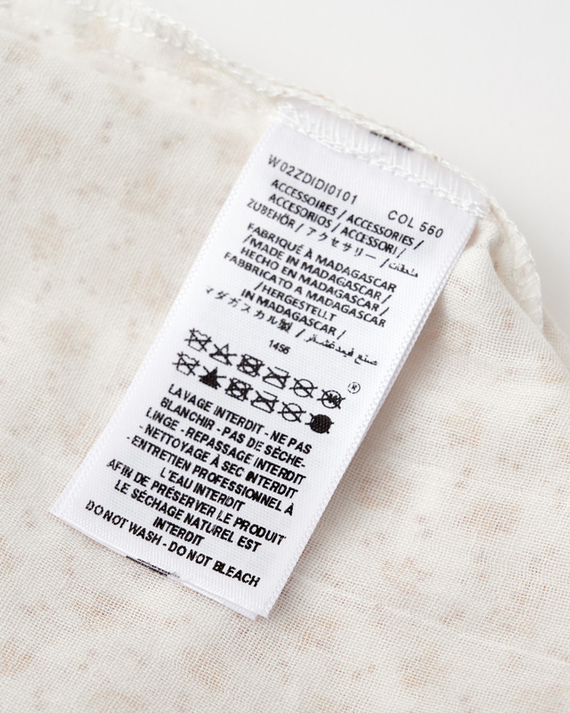 W02ZDIDI0101 COL 560
ACCESSOIRES / ACCESSORIES /
ACCESORIOS / ACCESSORI /
ZUBEHÖR / アクセサリー / ملحقات
FABRIQUÉ À MADAGASCAR
/ MADE IN MADAGASCAR /
HECHO EN MADAGASCAR /
FABBRICATO A MADAGASCAR
/ HERGESTELLT
IN MADAGASCAR /
マダガスカル製 / صنع فيمدغشقر
1456
LAVAGE INTERDIT - NE PAS
BLANCHIR - PAS DE SÈCHE-
LINGE - REPASSAGE INTERDIT
- NETTOYAGE À SEC INTERDIT
- ENTRETIEN PROFESSIONNEL À
L'EAU INTERDIT
AFIN DE PRÉSERVER LE PRODUIT
LE SÉCHAGE NATUREL EST
INTERDIT
DO NOT WASH - DO NOT BLEACH